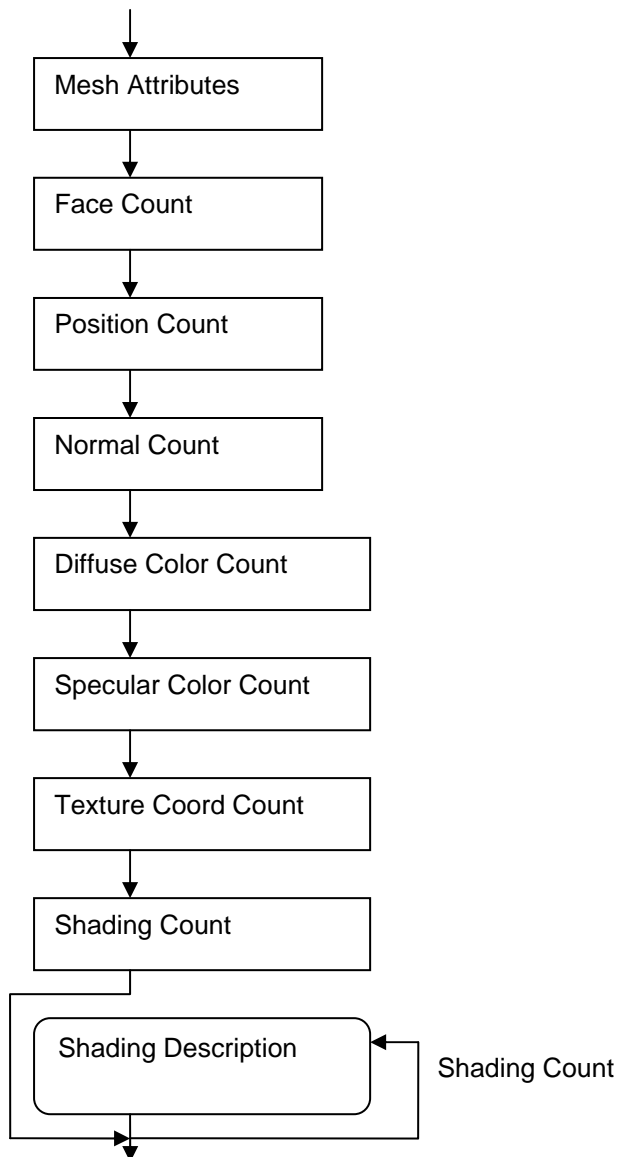 Mesh Attributes
Face Count
Position Count
Normal Count
Diffuse Color Count
Specular Color Count
Texture Coord Count
Shading Count
Shading Description
Shading Count